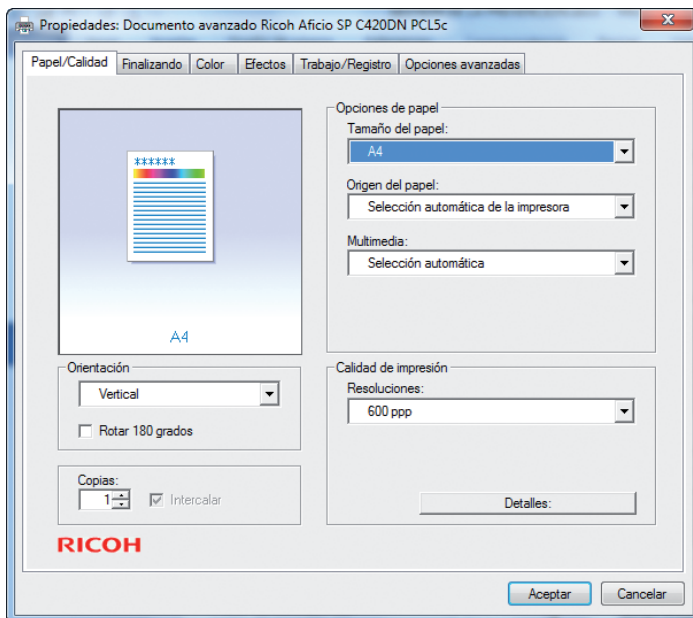 Propiedades: Documento avanzado Ricoh Aficio SP C420DN PCL5c
Papel/Calidad Finalizando Color Efectos Trabajo/Registro Opciones avanzadas
******
A4
Opciones de papel
Tamaño del papel:
A4
Origen del papel:
Selección automática de la impresora
Multimedia:
Selección automática
Orientación
Vertical
Rotar 180 grados
Calidad de impresión
Resoluciones:
600 ppp
Copias:
1 Intercalar
Detalles:
RICOH
Aceptar Cancelar